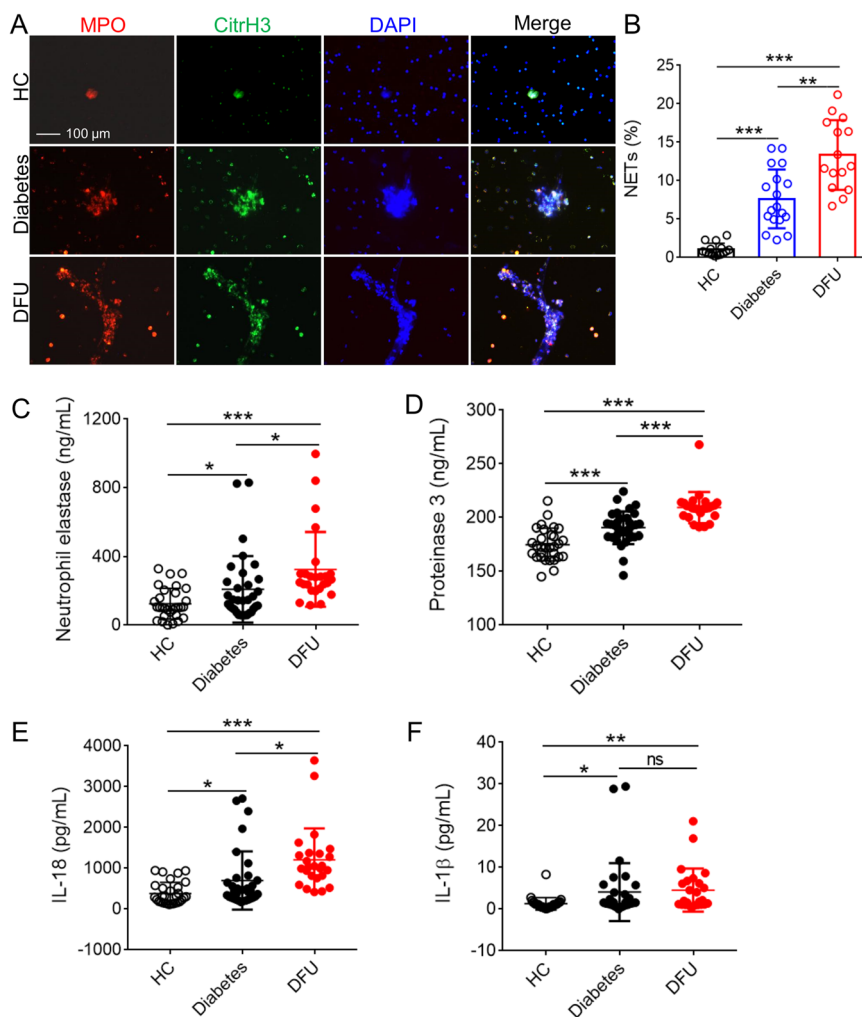 A
MPO
CitrH3
DAPI
Merge
HC
100 µm
Diabetes
DFU
B
***
**
***
25
20
15
10
5
0
NETs (%)
HC
Diabetes
DFU
C
***
*
*
1200
800
400
0
Neutrophil elastase (ng/mL)
HC
Diabetes
DFU
D
***
***
***
300
250
200
150
100
Proteinase 3 (ng/mL)
HC
Diabetes
DFU
E
***
*
*
4000
3000
2000
1000
0
-1000
IL-18 (pg/mL)
HC
Diabetes
DFU
F
**
ns
*
40
30
20
10
0
-10
IL-1β (pg/mL)
HC
Diabetes
DFU